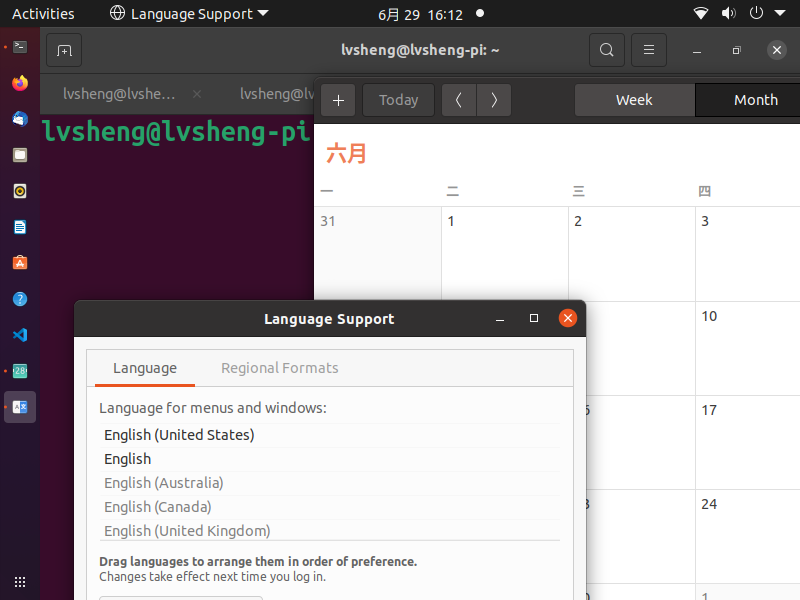 Activities Language Support 6月 29 16:12
lvsheng@lvsheng-pi: ~
lvsheng@lvshe… lvsheng@lv
Today Week Month
lvsheng@lvsheng-pi
六月
一 二 三 四
31 1 2 3
Language Support
10
Language Regional Formats
Language for menus and windows:
17
English (United States)
English
English (Australia)
English (Canada)
24
English (United Kingdom)
Drag languages to arrange them in order of preference.
Changes take effect next time you log in.
1